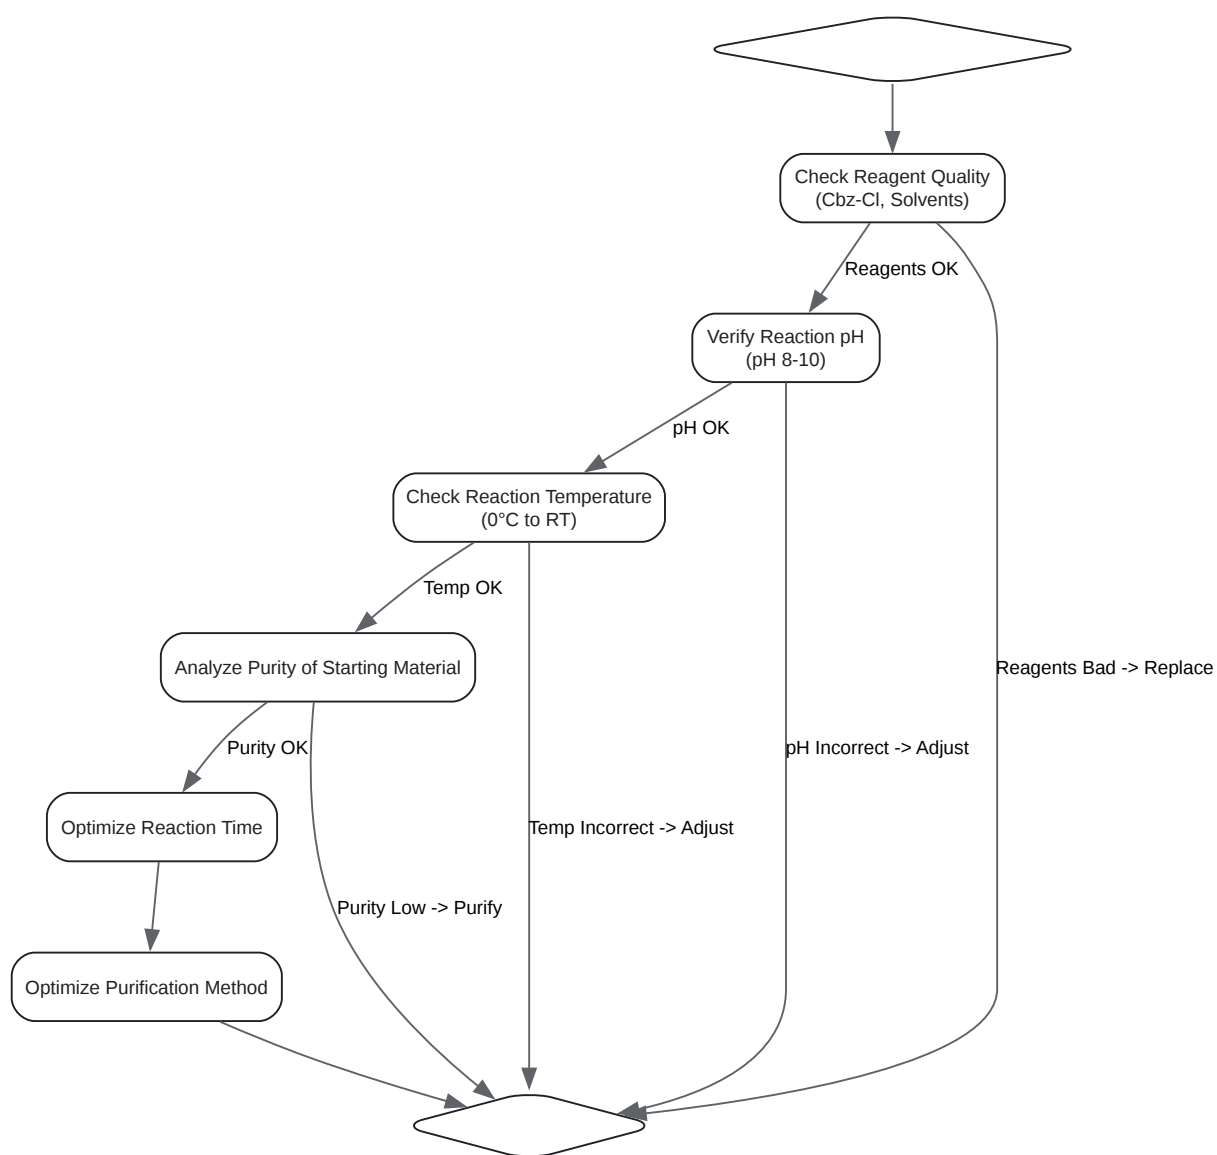 Check Reagent Quality
(Cbz-Cl, Solvents)
Reagents OK
Verify Reaction pH
(pH 8-10)
pH OK
Check Reaction Temperature
(0°C to RT)
Temp OK
Analyze Purity of Starting Material
Reagents Bad -> Replace
Purity OK
pH Incorrect -> Adjust
Optimize Reaction Time
Temp Incorrect -> Adjust
Purity Low -> Purify
Optimize Purification Method